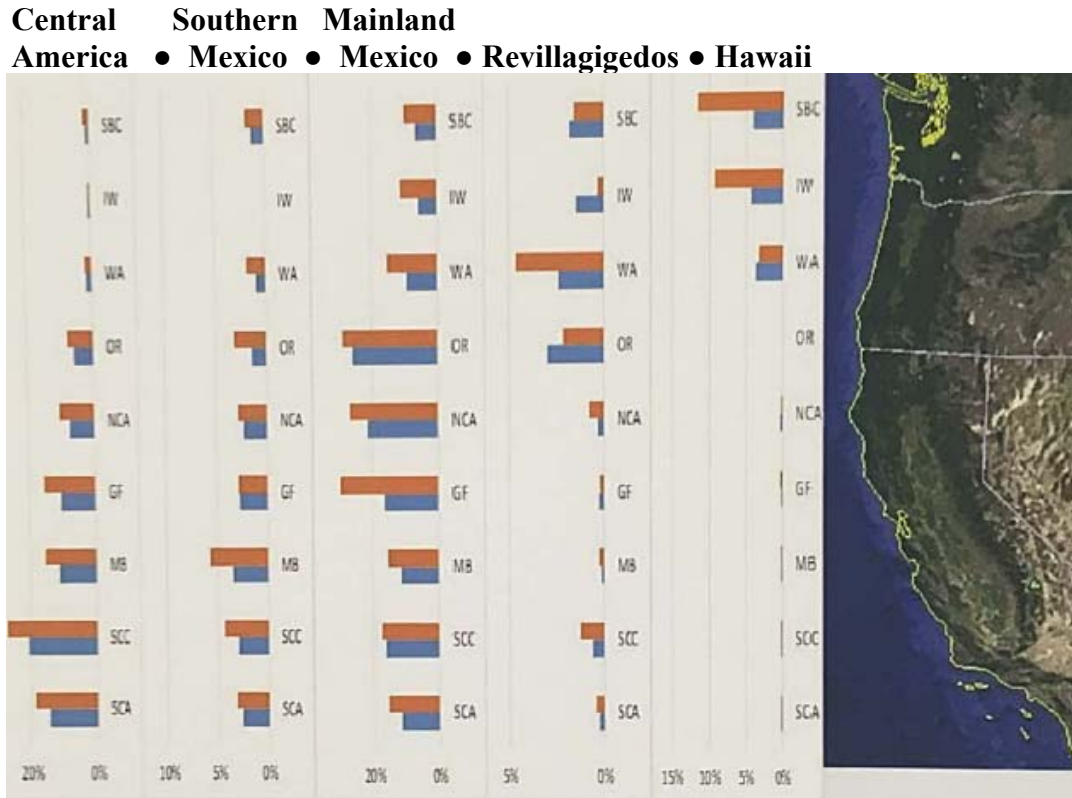 Central Southern Mainland
America ● Mexico ● Mexico ● Revillagigedos ● Hawaii
SBC SBC SBC SBC SBC
IW IW IW IW IW
WA WA WA WA WA
OR OR OR OR OR
NCA NCA NCA NCA NCA
GF GF GF GF GF
MB MB MB MB MB
SCC SCC SCC SCC SCC
SCA SCA SCA SCA SCA
20% 0% 10% 5% 0% 20% 0% 5% 0% 15% 10% 5% 0%